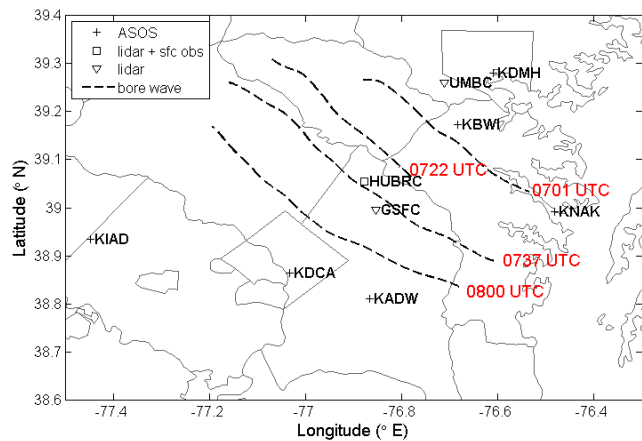 39.4
39.3
39.2
39.1
39
38.9
38.8
38.7
38.6
Latitude (° N)
ASOS
lidar + sfc obs
lidar
bore wave
KDMH
UMBC
KBWI
0722 UTC
HUBRC
0701 UTC
GSFC
KNAK
KIAD
0737 UTC
KDCA
0800 UTC
KADW
-77.4
-77.2
-77
-76.8
-76.6
-76.4
Longitude (° E)